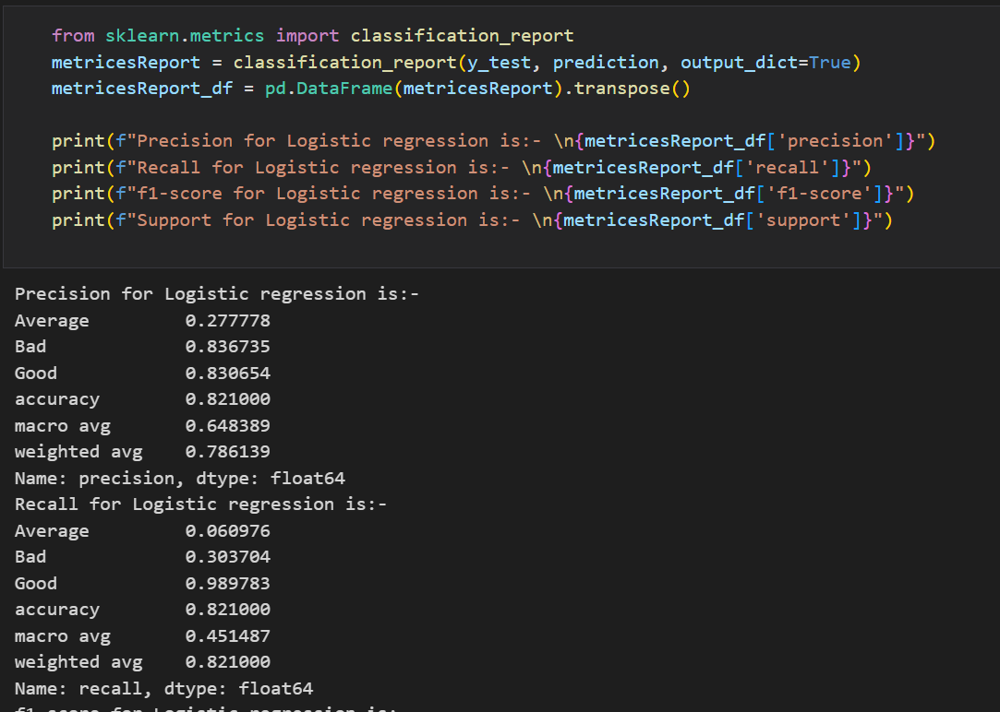 from sklearn.metrics import classification_report
metricesReport = classification_report(y_test, prediction, output_dict=True)
metricesReport_df = pd.DataFrame(metricesReport).transpose()
print(f"Precision for Logistic regression is:- \n{metricesReport_df['precision']}")
print(f"Recall for Logistic regression is:- \n{metricesReport_df['recall']}")
print(f"f1-score for Logistic regression is:- \n{metricesReport_df['f1-score']}")
print(f"Support for Logistic regression is:- \n{metricesReport_df['support']}")
Precision for Logistic regression is:-
Average 0.277778
Bad 0.836735
Good 0.830654
accuracy 0.821000
macro avg 0.648389
weighted avg 0.786139
Name: precision, dtype: float64
Recall for Logistic regression is:-
Average 0.060976
Bad 0.303704
Good 0.989783
accuracy 0.821000
macro avg 0.451487
weighted avg 0.821000
Name: recall, dtype: float64
f1-score for Logistic regression is:-